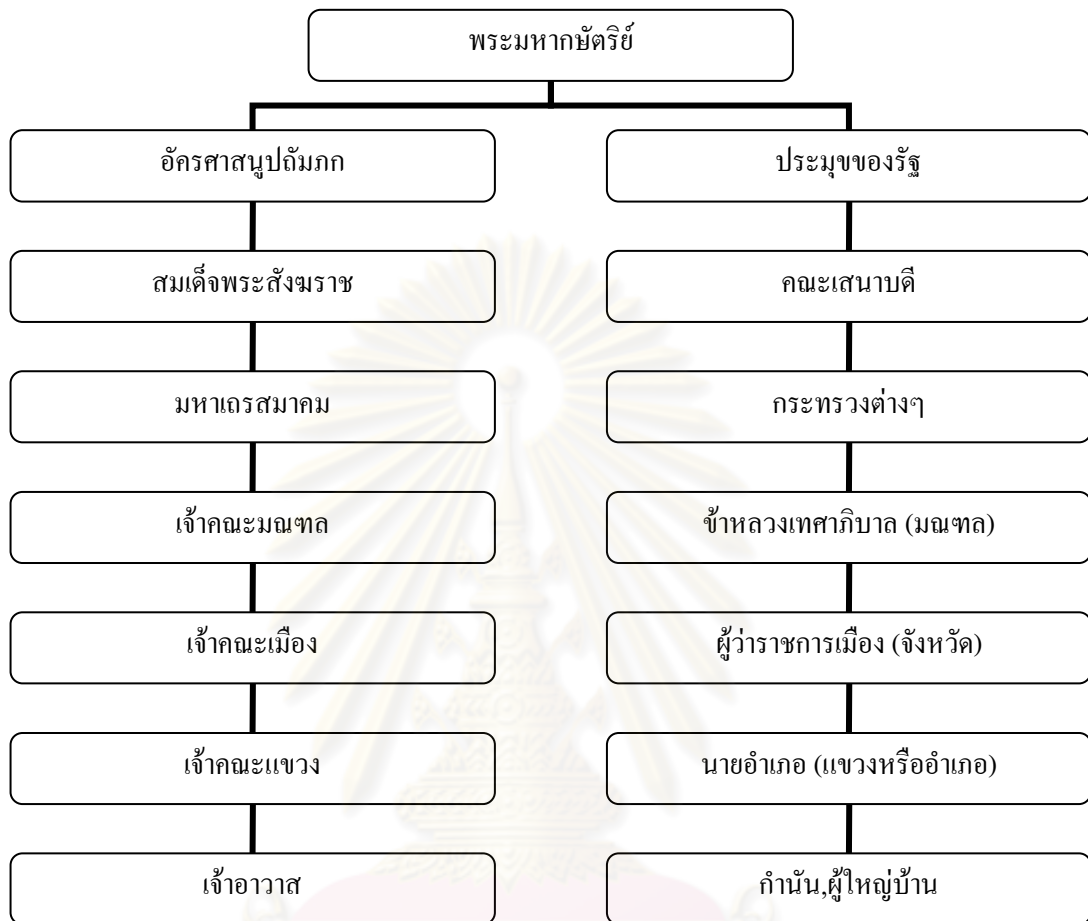 พระมหากษัตริย์
อัครศาสนูปถัมภก
ประมุขของรัฐ
สมเด็จพระสังฆราช
คณะเสนาบดี
มหาเถรสมาคม
กระทรวงต่างๆ
เจ้าคณะมณฑล
ข้าหลวงเทศาภิบาล (มณฑล)
เจ้าคณะเมือง
ผู้ว่าราชการเมือง (จังหวัด)
เจ้าคณะแขวง
นายอำเภอ (แขวงหรืออำเภอ)
เจ้าอาวาส
กำนัน,ผู้ใหญ่บ้าน